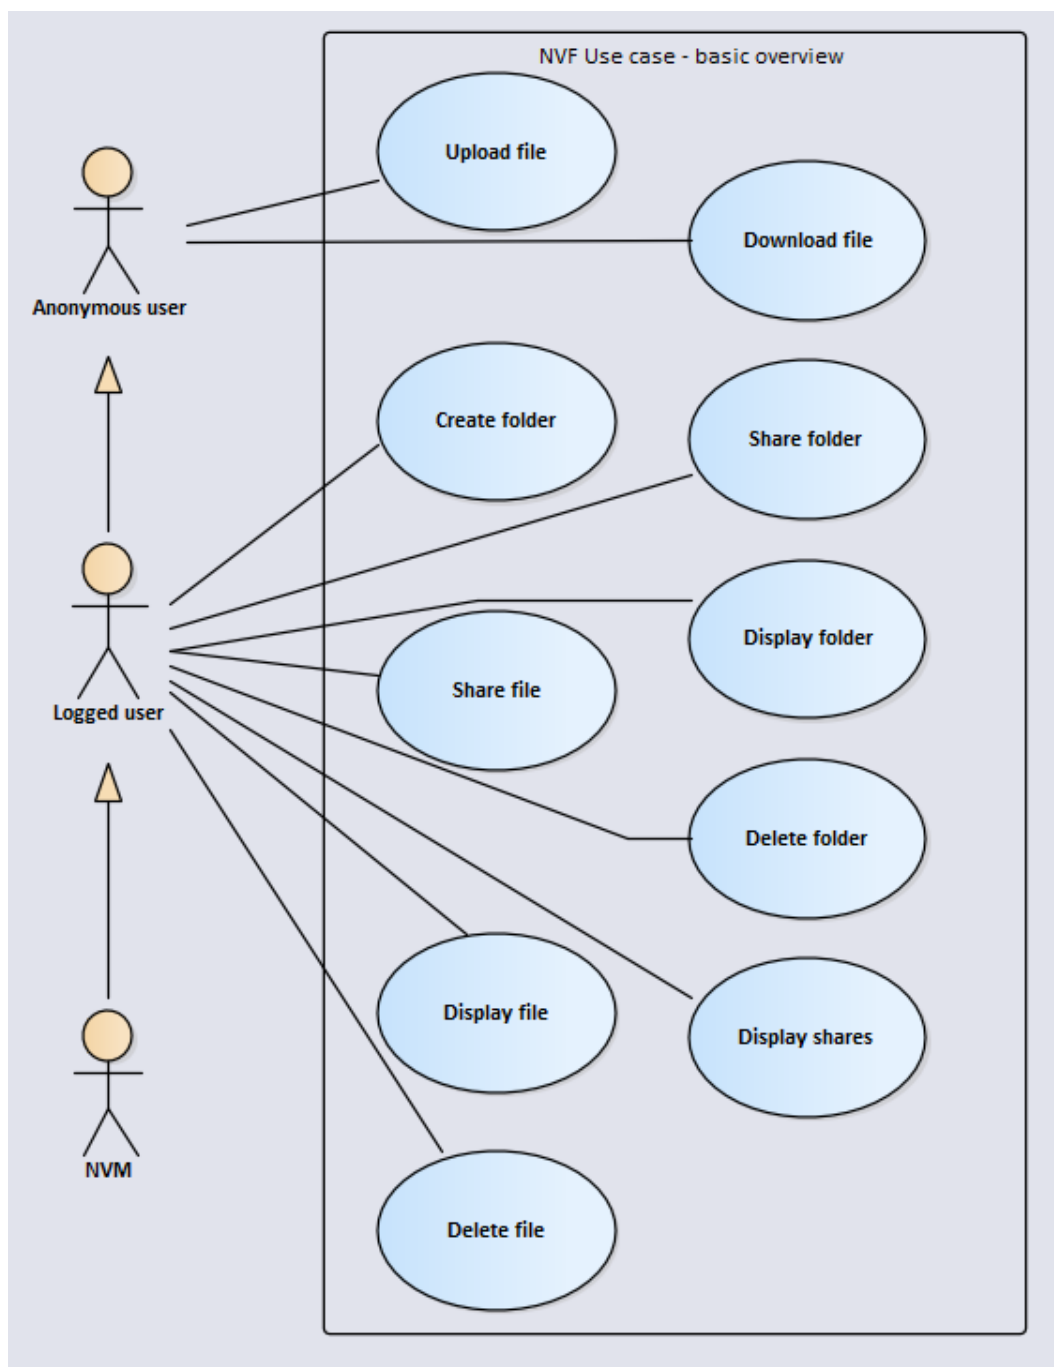 NVF Use case - basic overview
Upload file
Download file
Anonymous user
Create folder
Share folder
Display folder
Share file
Logged user
Delete folder
Display file
Display shares
NVM
Delete file